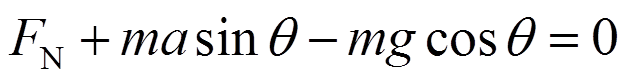 F_N + ma sin θ − mg cos θ = 0